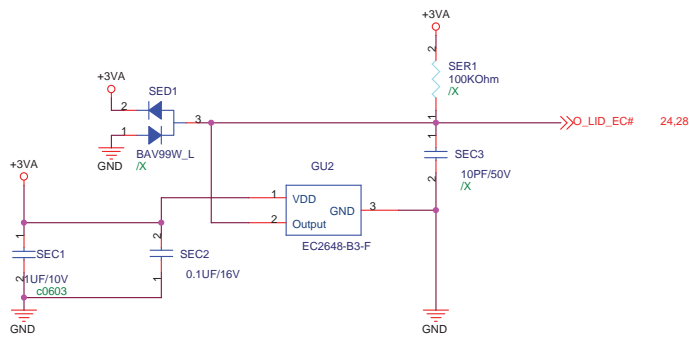 +3VA
2
SER1
100KOhm
/X
1
+3VA
SED1
2
3
1
BAV99W_L
/X
GND
O_LID_EC# 24,28
1
SEC3
10PF/50V
2
/X
+3VA
GU2
1
VDD
GND
3
2
Output
EC2648-B3-F
1
SEC1
2
1UF/10V
c0603
2
SEC2
1
0.1UF/16V
GND
GND